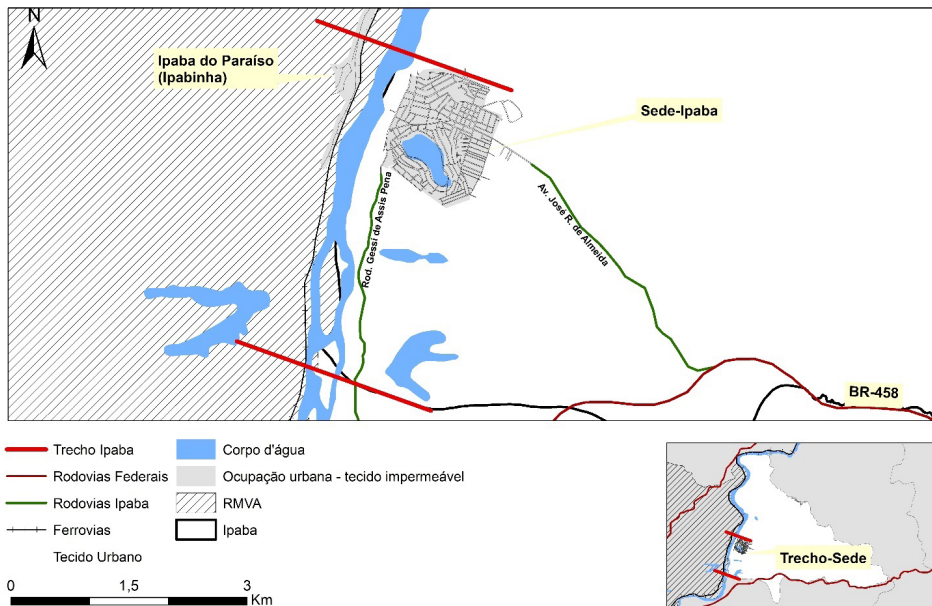 N
Ipaba do Paraíso
(Ipabinha)
Sede-Ipaba
Rod. Gessi de Assis Pena
Av. José R. de Almeida
BR-458
Trecho Ipaba
Rodovias Federais
Rodovias Ipaba
Ferrovias
Tecido Urbano
Corpo d'água
Ocupação urbana - tecido impermeável
RMVA
Ipaba
0 1,5 3
Km
Trecho-Sede